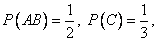 P(AB) = 1/2, P(C) = 1/3,